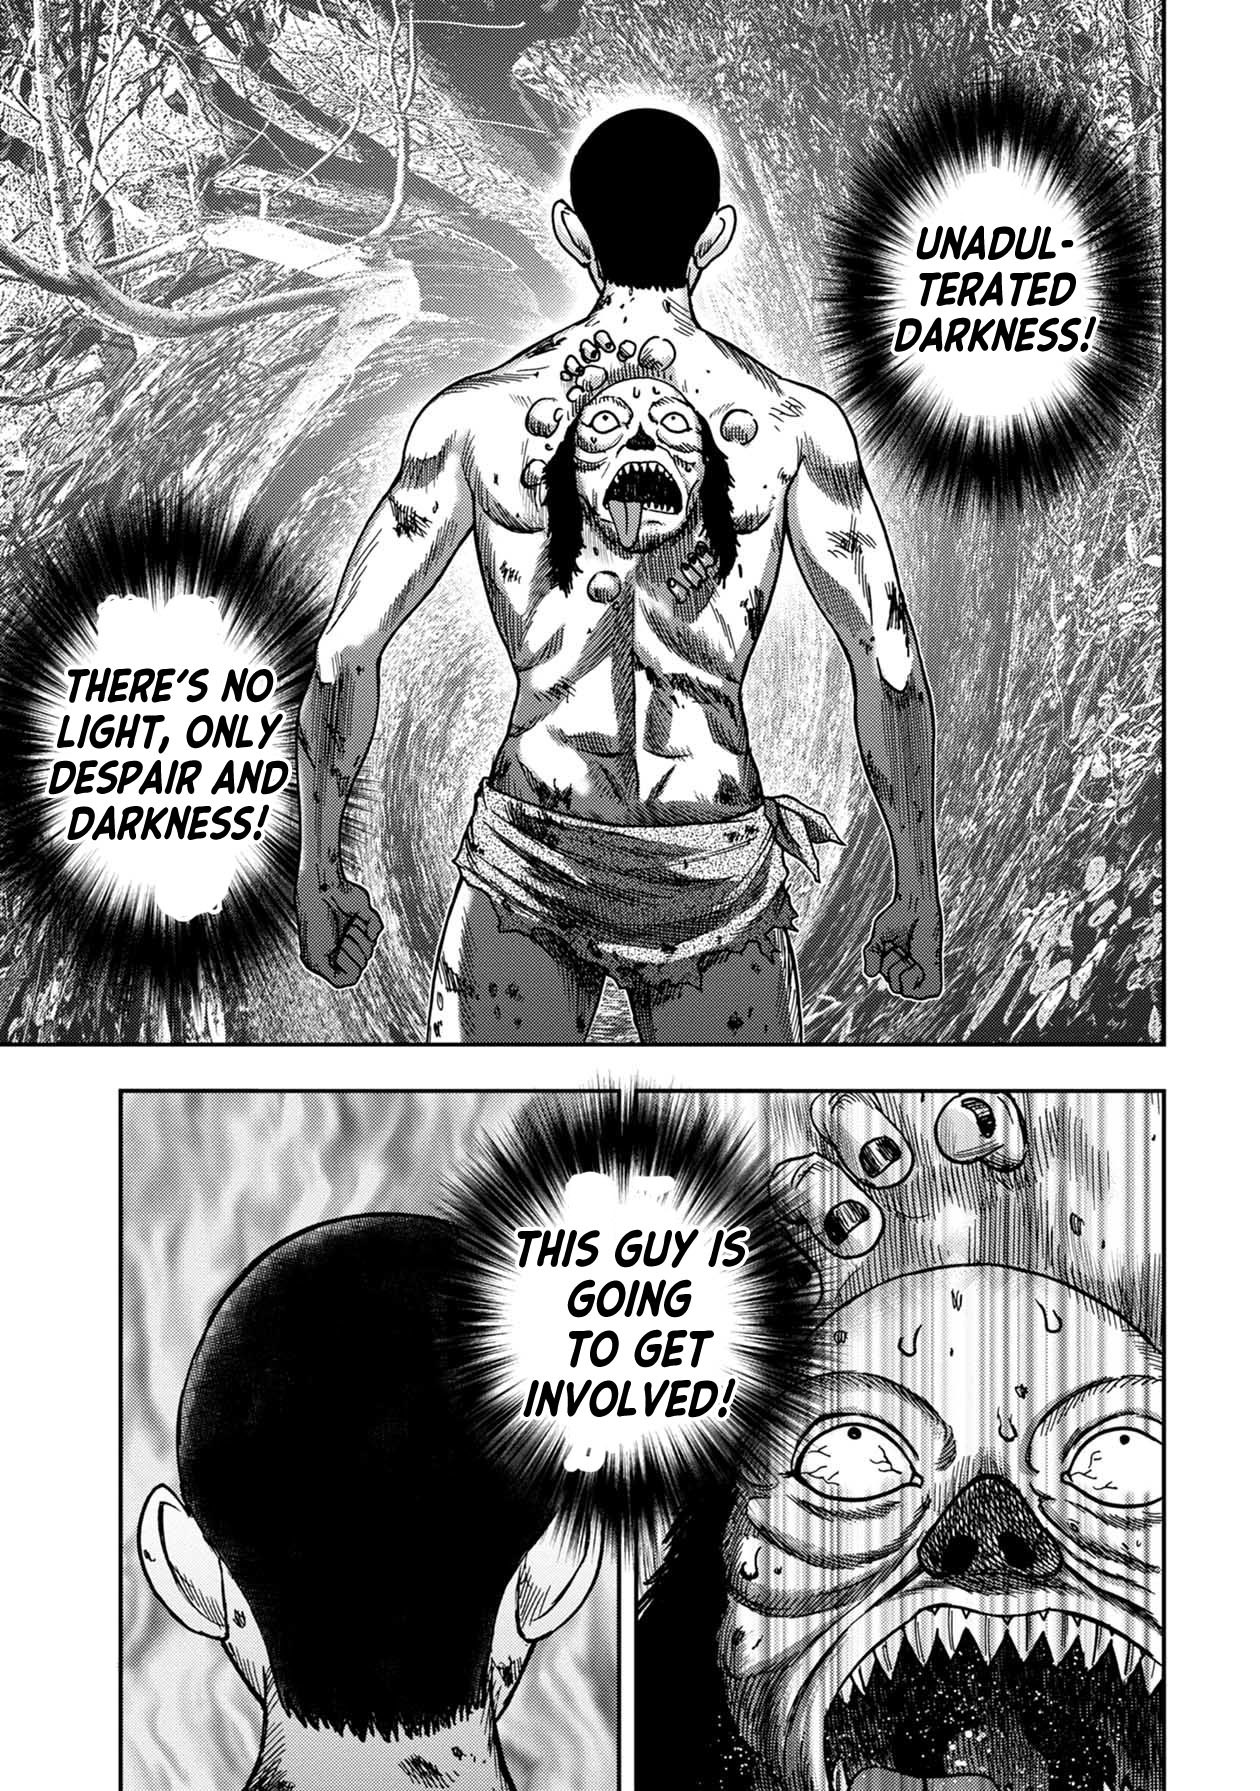 UNADUL-
TERATED
DARKNESS!
THERE'S NO
LIGHT, ONLY
DESPAIR AND
DARKNESS!
THIS GUY IS
GOING
TO GET
INVOLVED!